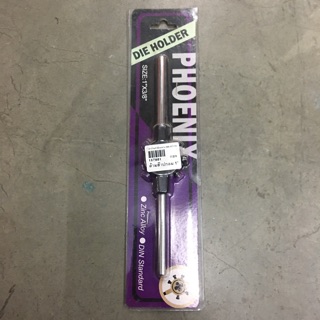 DIE HOLDER
PHOENIX
SIZE:1"X3/8"
Zinc Alloy
DIN Standard